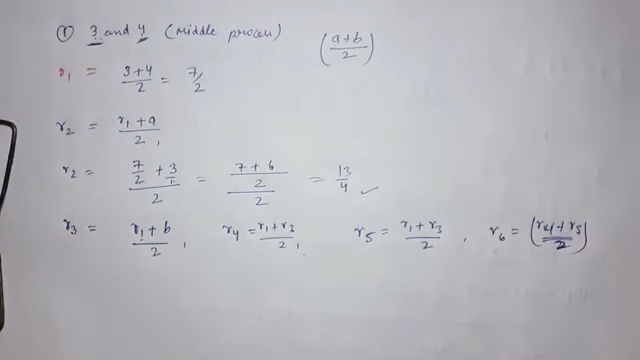 ① 3 and 4 (Middle process) (a+b/2)
r₁ = 3+4/2 = 7/2
r₂ = r₁+a/2,
r₂ = 7/2 + 3/1 / 2 = 7+6/2 / 2 = 13/4 ✓
r₃ = r₁+b/2, r₄ = r₁+r₂/2, r₅ = r₁+r₃/2, r₆ = (r₄+r₅/2)